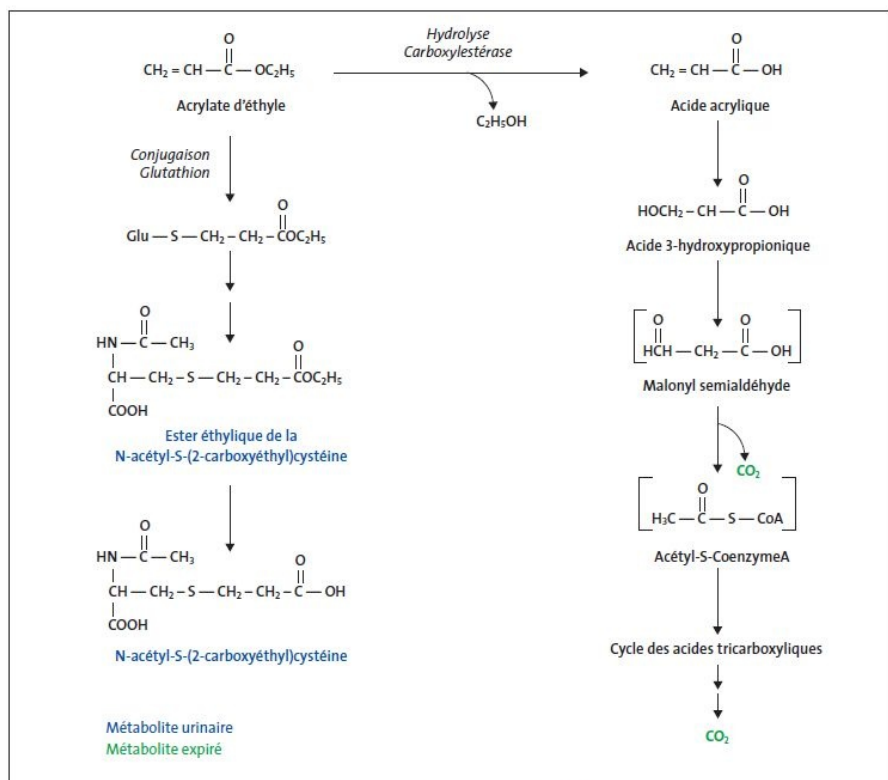 O
||
CH₂ = CH — C — OC₂H₅
Acrylate d'éthyle
Hydrolyse
Carboxylestérase
C₂H₅OH
O
||
CH₂ = CH — C — OH
Acide acrylique
Conjugaison
Glutathion
O
||
Glu — S — CH₂ – CH₂ — COC₂H₅
O
||
HN — C — CH₃
|
O
||
CH — CH₂ – S — CH₂ – CH₂ — COC₂H₅
|
COOH
Ester éthylique de la
N-acétyl-S-(2-carboxyéthyl)cystéine
O
||
HN — C — CH₃
|
O
||
CH — CH₂ – S — CH₂ – CH₂ – C — OH
|
COOH
N-acétyl-S-(2-carboxyéthyl)cystéine
O
||
HOCH₂ – CH — C — OH
Acide 3-hydroxypropionique
O O
|| ||
HCH — CH₂ — C — OH
Malonyl semialdéhyde
CO₂
O
||
H₃C — C — S — CoA
Acétyl-S-CoenzymeA
Cycle des acides tricarboxyliques
CO₂
Métabolite urinaire
Métabolite expiré